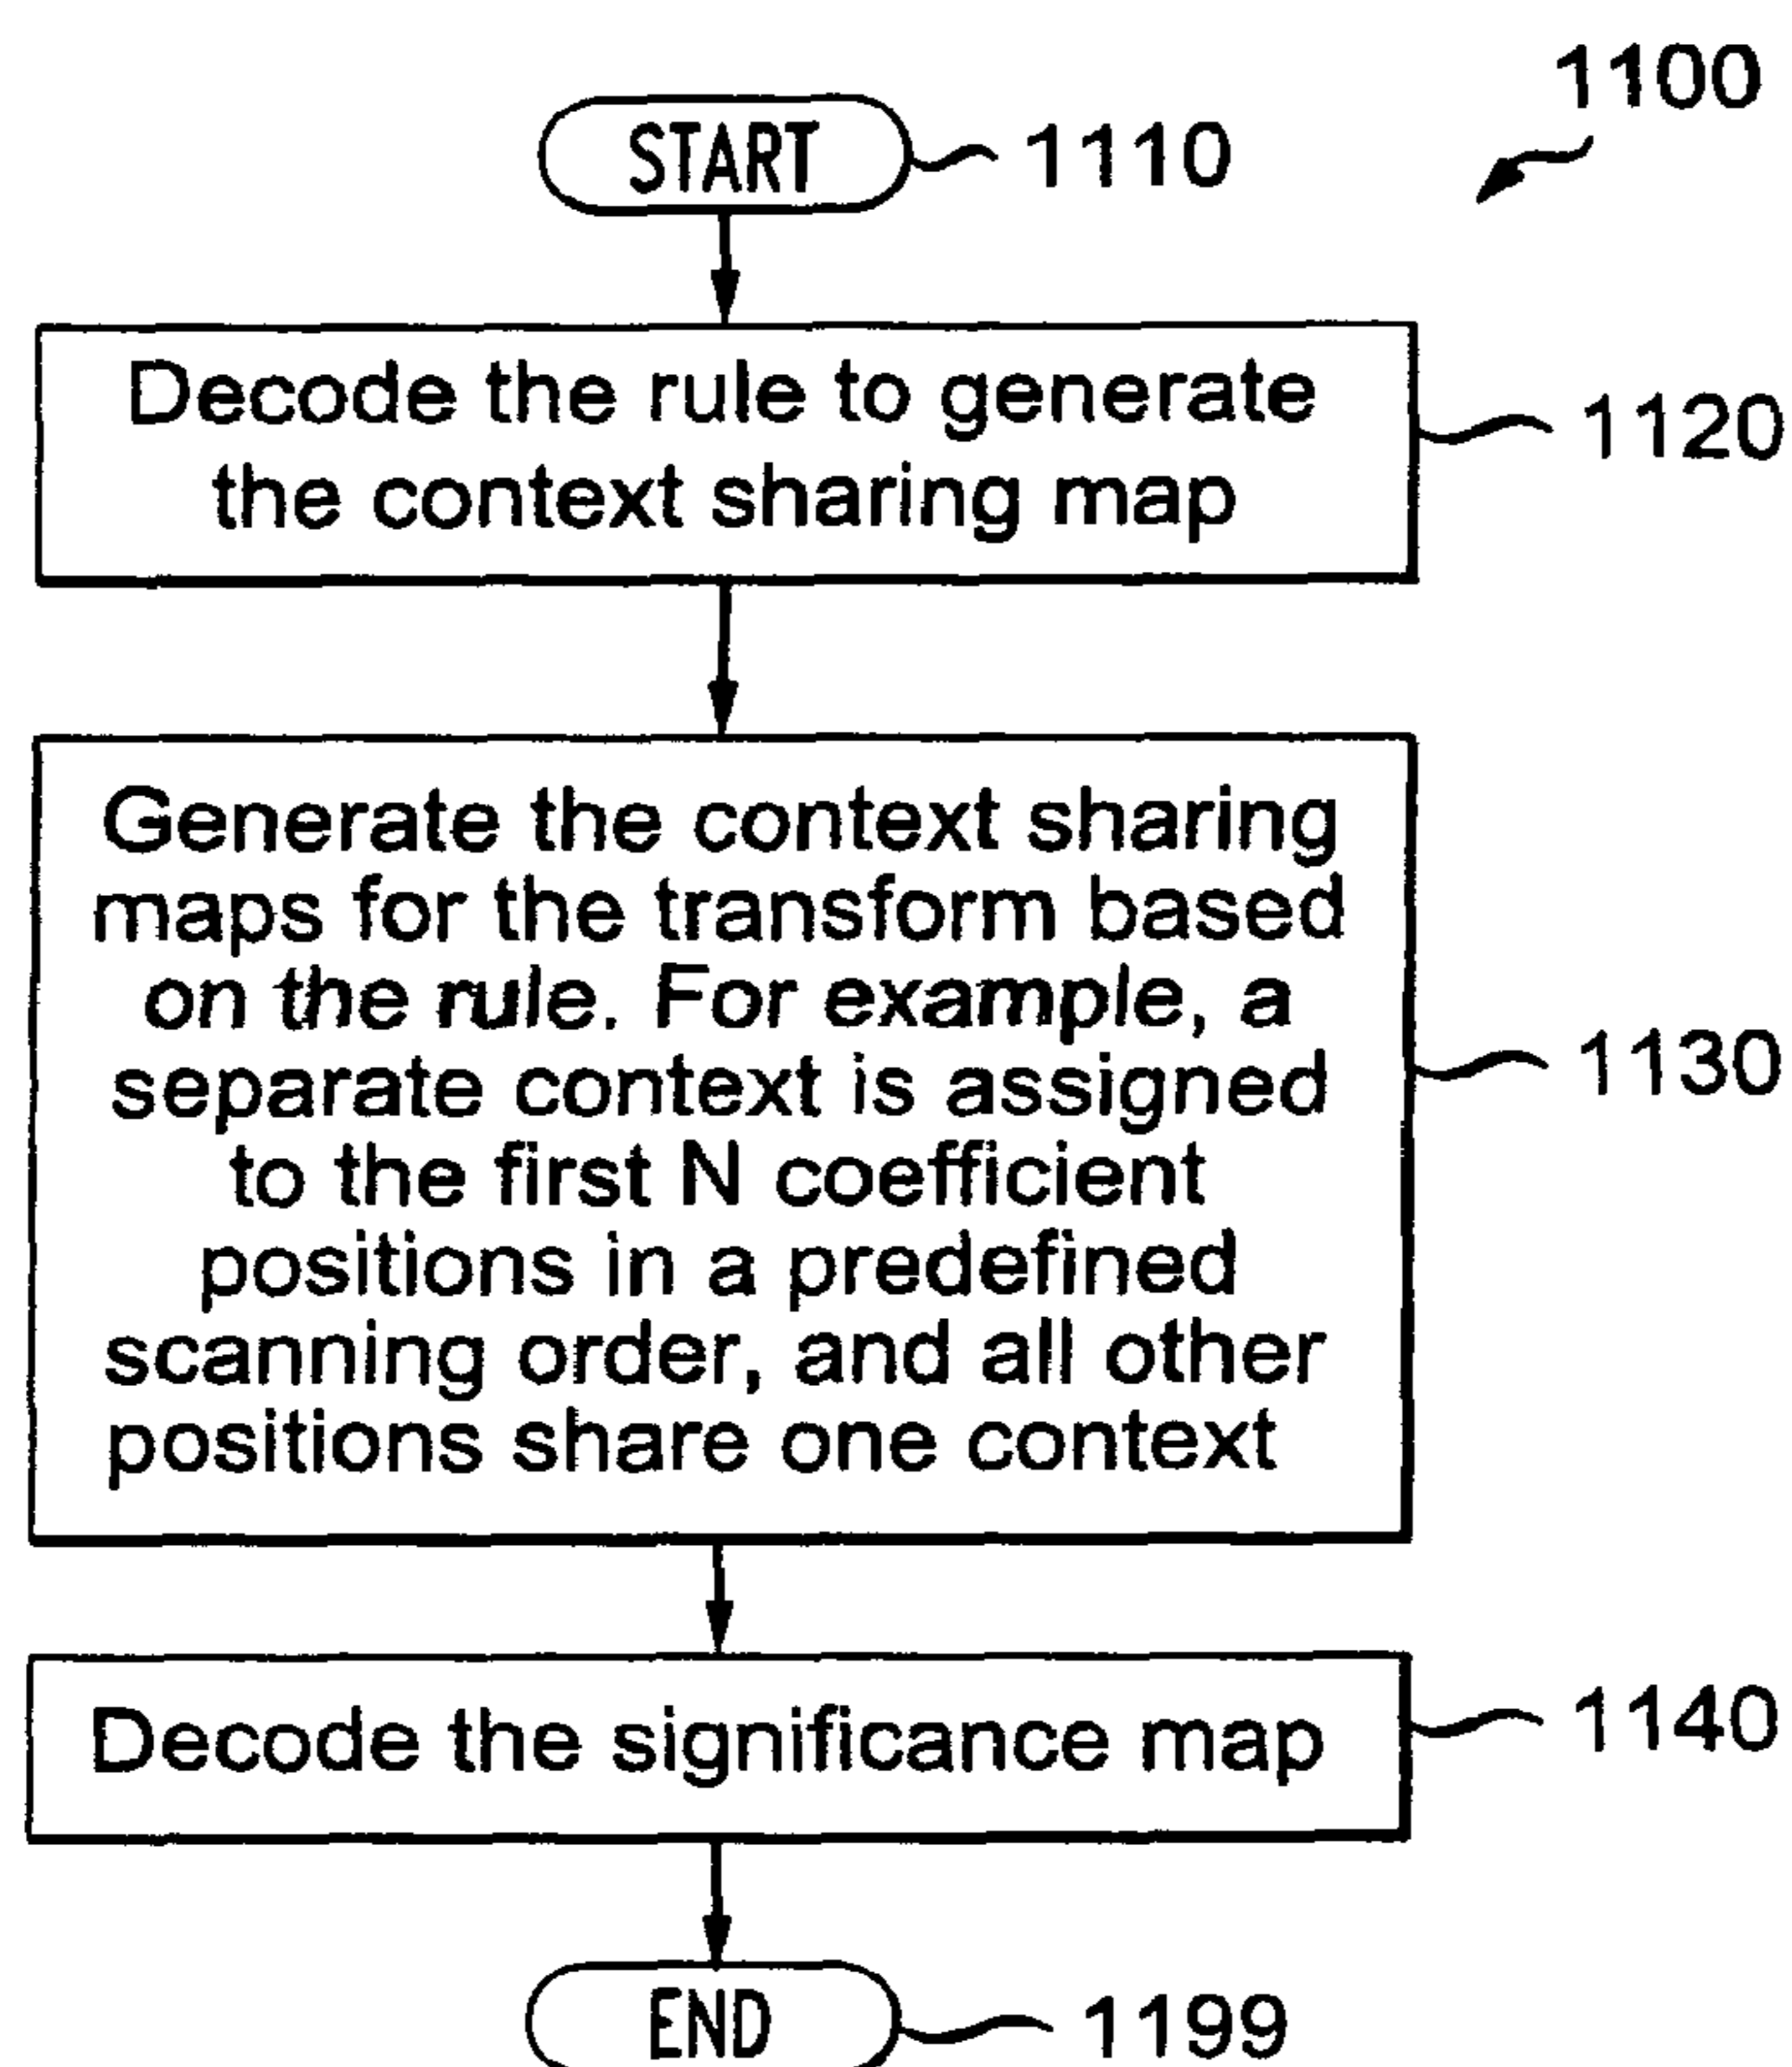 1100
START
1110
Decode the rule to generate
the context sharing map
1120
Generate the context sharing
maps for the transform based
on the rule. For example, a
separate context is assigned
to the first N coefficient
positions in a predefined
scanning order, and all other
positions share one context
1130
Decode the significance map
1140
END
1199